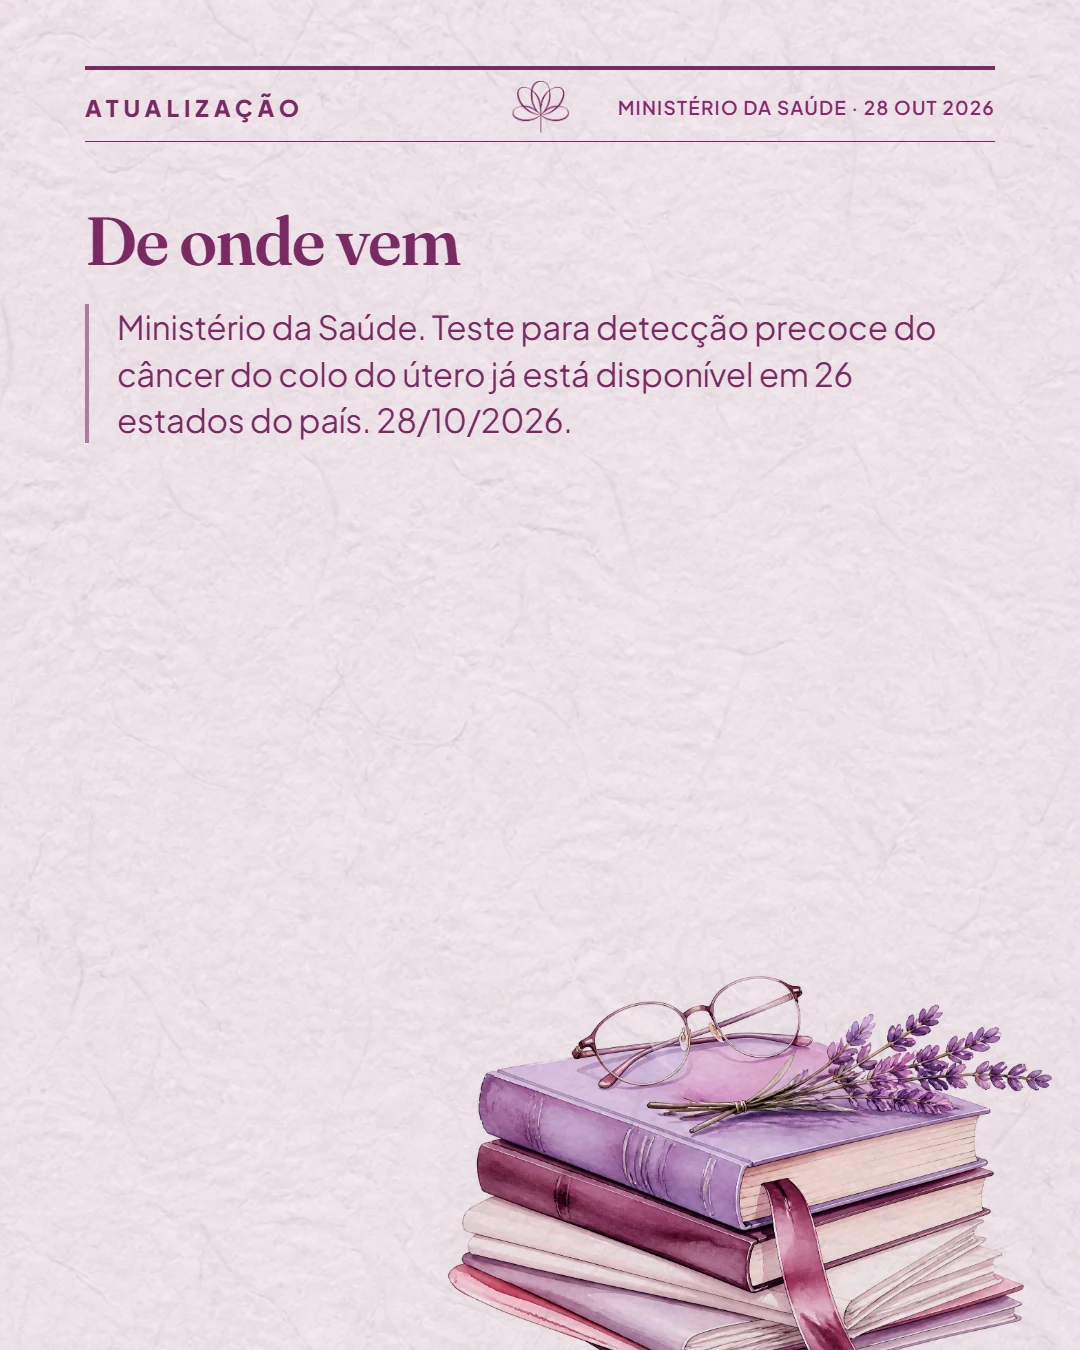 ATUALIZAÇÃO
MINISTÉRIO DA SAÚDE · 28 OUT 2026
De onde vem
Ministério da Saúde. Teste para detecção precoce do
câncer do colo do útero já está disponível em 26
estados do país. 28/10/2026.